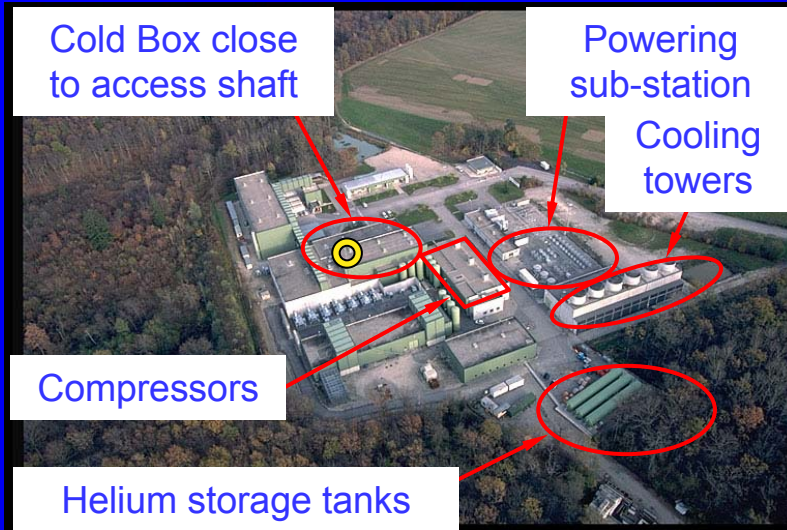 Cold Box close
to access shaft
Powering
sub-station
Cooling
towers
Compressors
Helium storage tanks